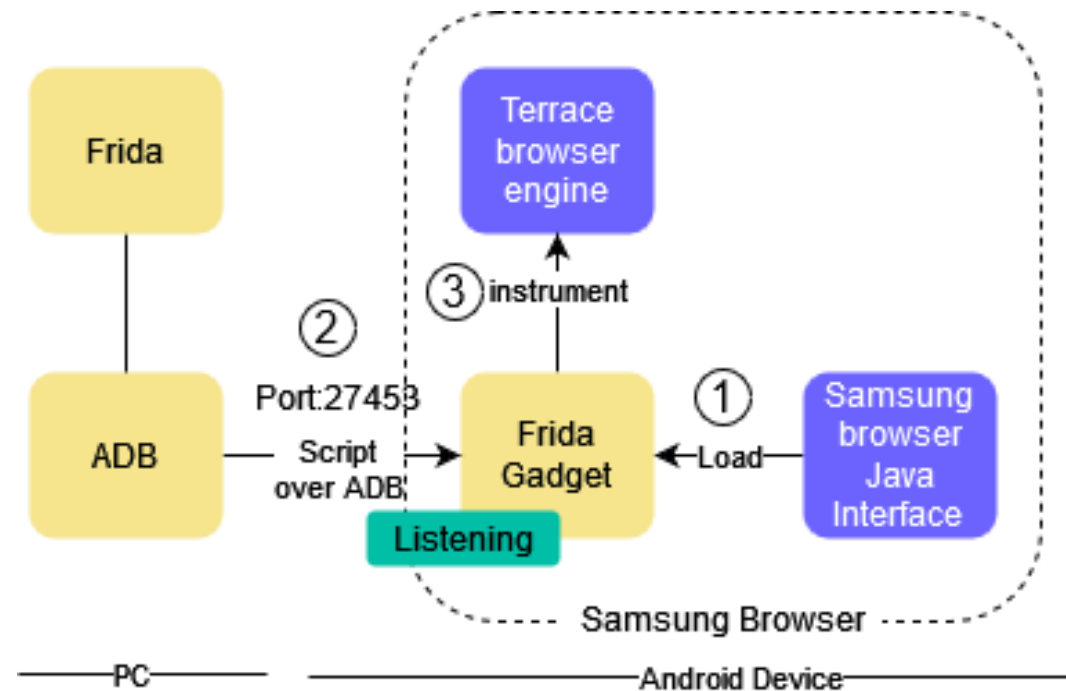 Frida
Terrace
browser
engine
3
instrument
2
Port:27453
1
ADB
Script
over ADB
Frida
Gadget
Load
Samsung
browser
Java
Interface
Listening
Samsung Browser
PC
Android Device